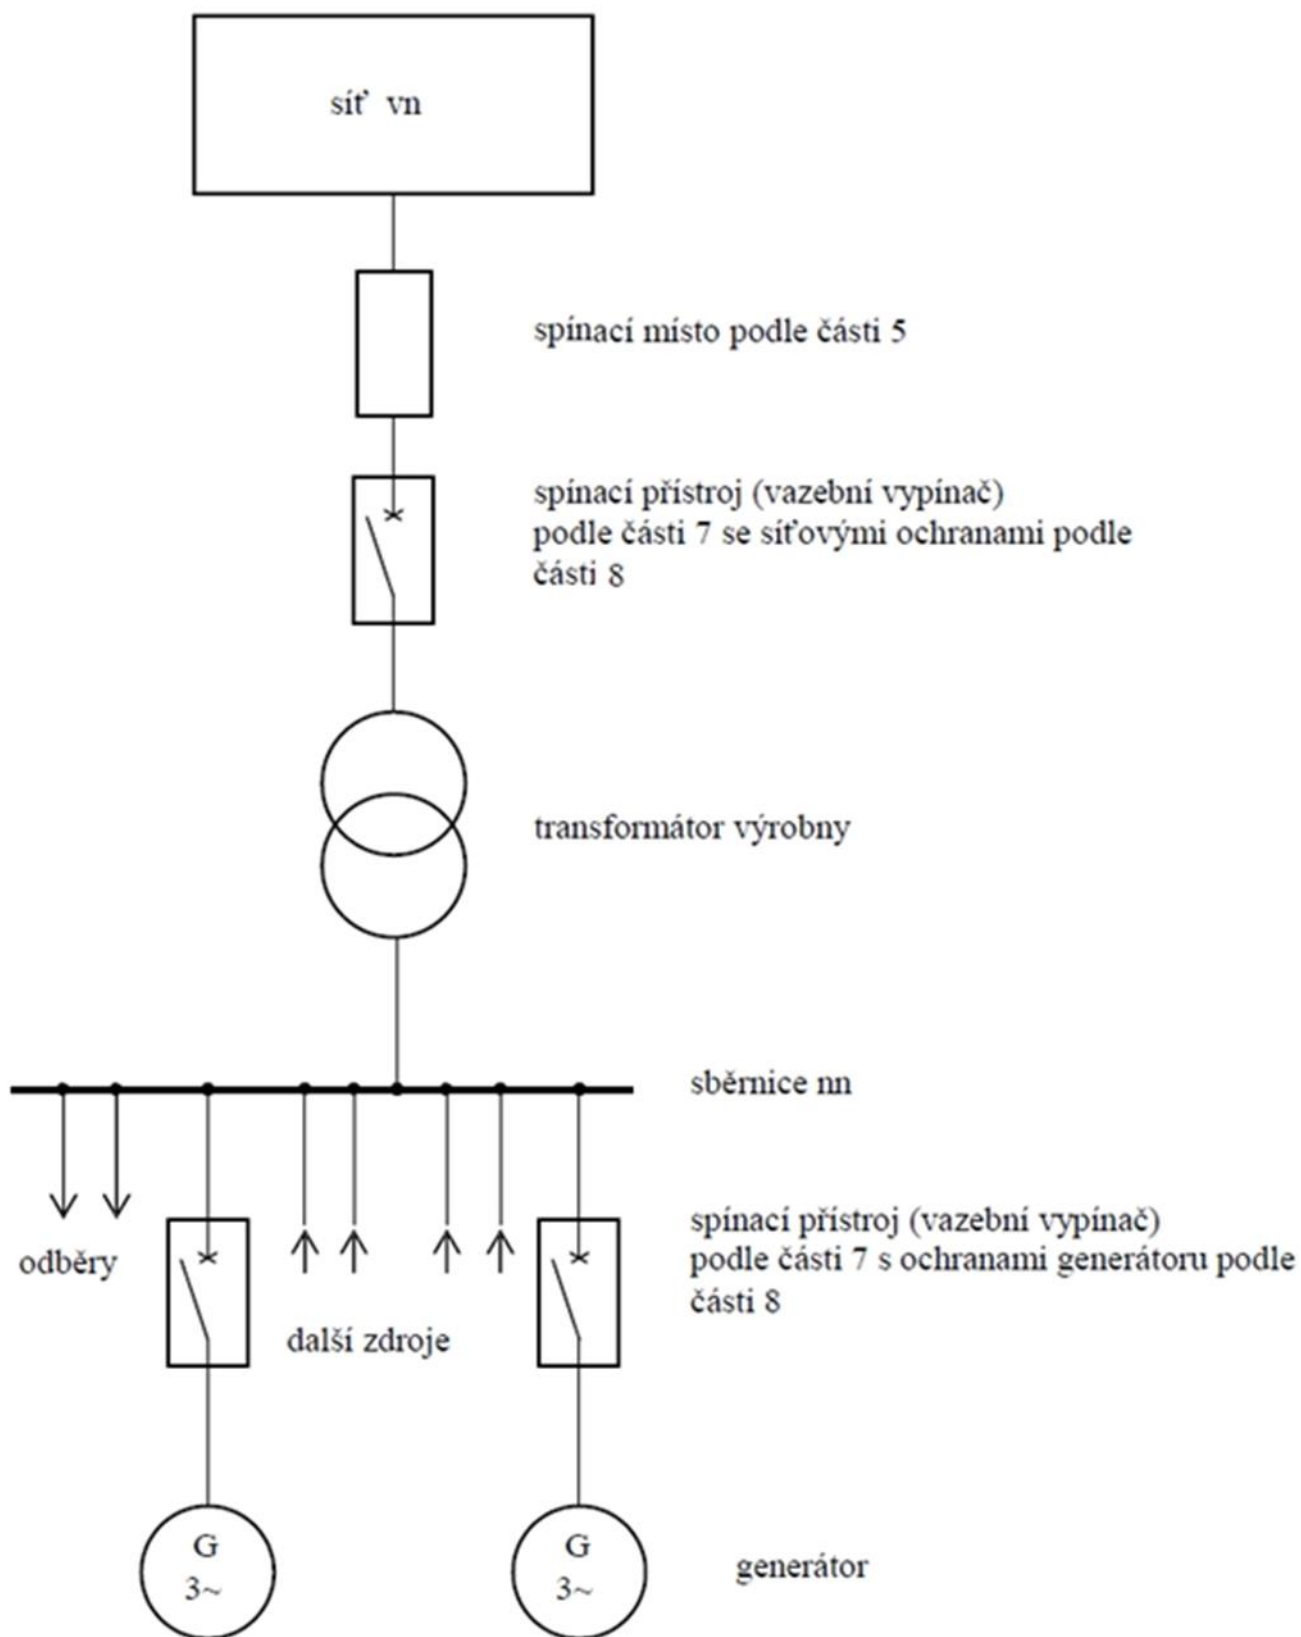 síť vn
spínací místo podle části 5
spínací přístroj (vazební vypínač)
podle části 7 se síťovými ochranami podle
části 8
transformátor výrobny
sběrnice nn
spínací přístroj (vazební vypínač)
podle části 7 s ochranami generátoru podle
části 8
odběry
další zdroje
G
3~
G
3~
generátor